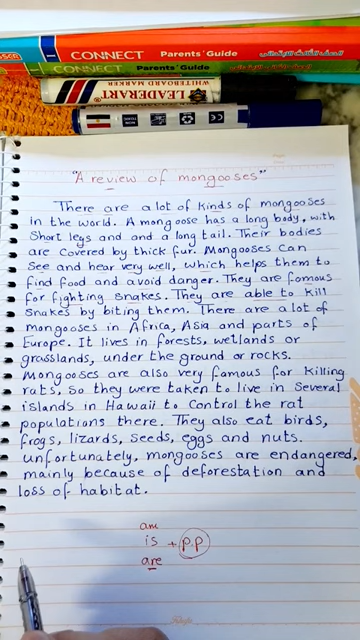 CONNECT Parents' Guide
CONNECT Parents' Guide
LEADERART
WHITEBOARD MARKER
"A review of mongooses"
There are a lot of kinds of mongooses
in the world. A mongoose has a long body, with
Short legs and and a long tail. Their bodies
are covered by thick fur. Mongooses can
See and hear very well, which helps them to
find food and avoid danger. They are famous
for fighting snakes. They are able to kill
Snakes by biting them. There are a lot of
mongooses in Africa, Asia and parts of
Europe. It lives in forests, wetlands or
grasslands, under the ground or rocks.
Mongooses are also very famous for killing
rats, So they were taken to live in Several
islands in Hawaii to Control the rat
populations there. They also eat birds,
frogs, lizards, Seeds, eggs and nuts.
unfortunately, mongooses are endangered,
mainly because of deforestation and
loss of habitat.
am
is + p.p
are